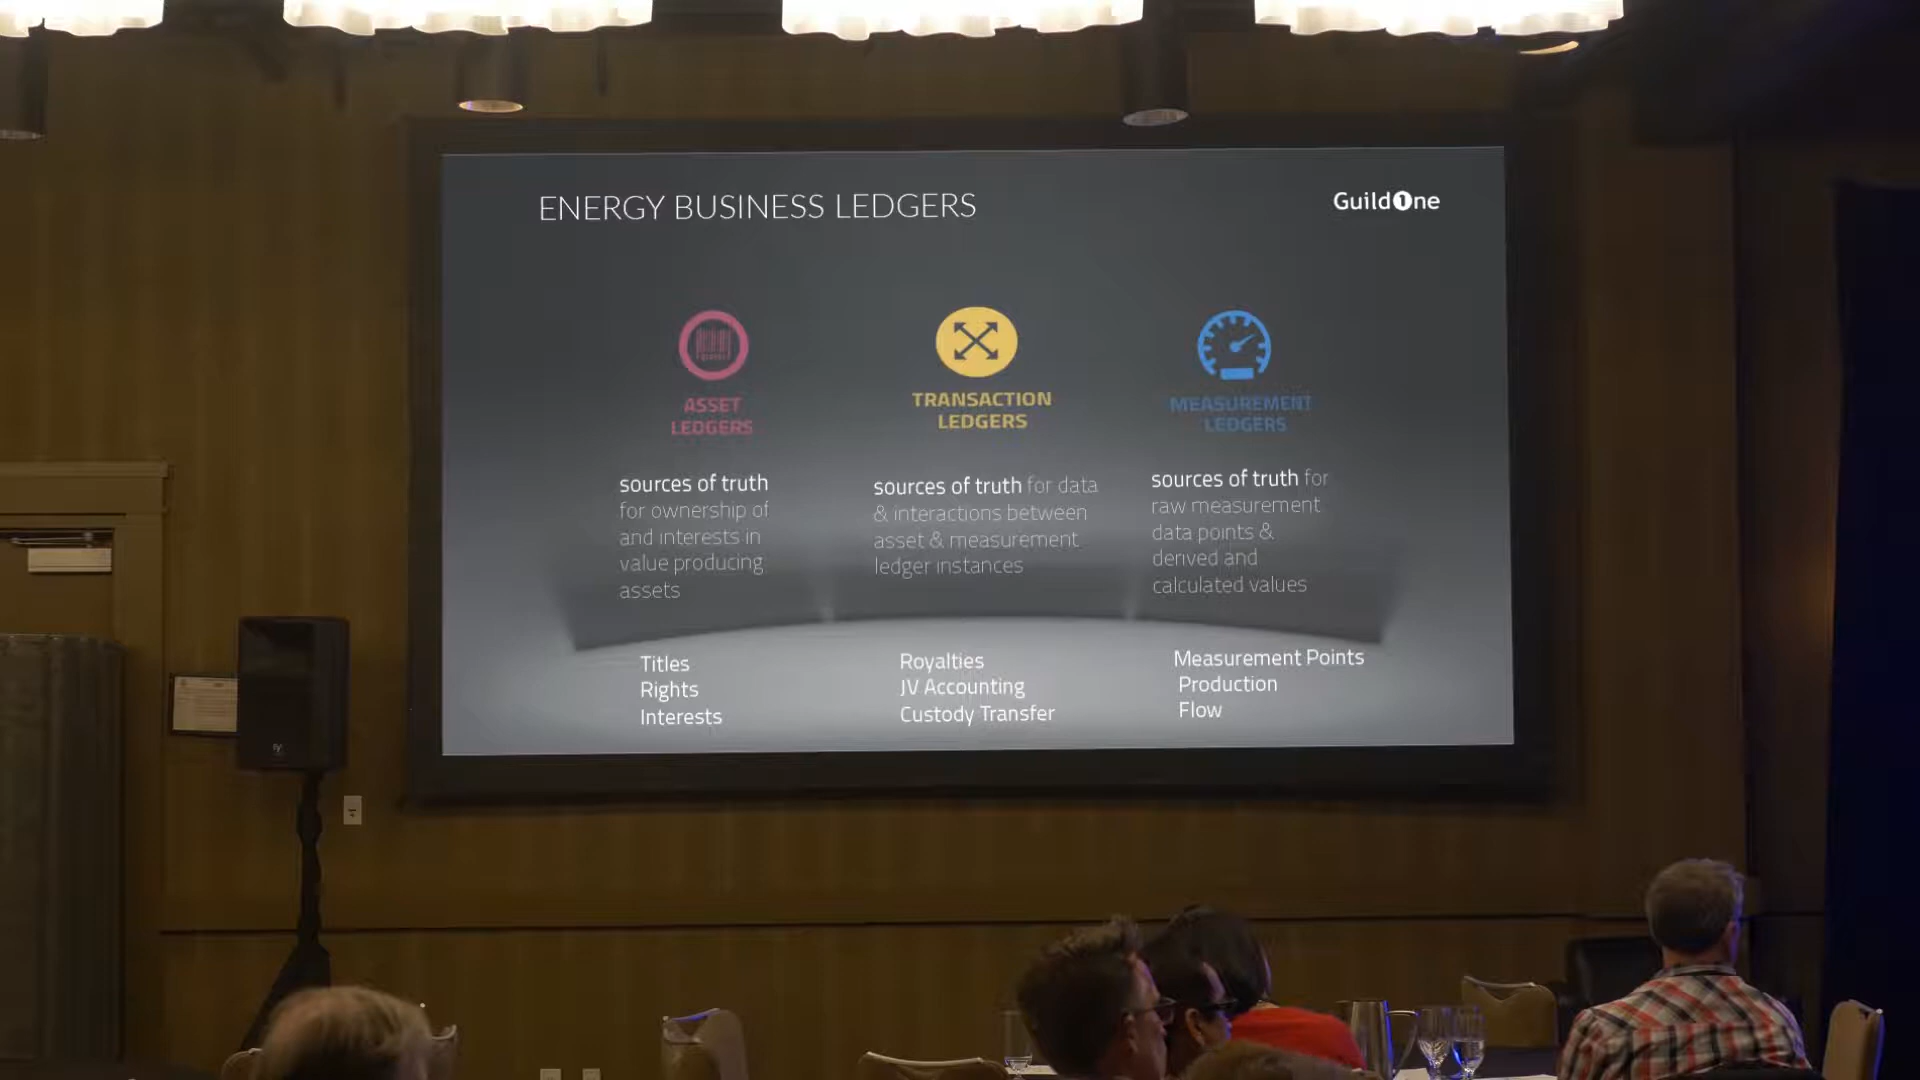 ENERGY BUSINESS LEDGERS
GuildOne
ASSET
LEDGERS
sources of truth
for ownership of
and interests in
value producing
assets
Titles
Rights
Interests
TRANSACTION
LEDGERS
sources of truth for data
& interactions between
asset & measurement
ledger instances
Royalties
JV Accounting
Custody Transfer
MEASUREMENT
LEDGERS
sources of truth for
raw measurement
data points &
derived and
calculated values
Measurement Points
Production
Flow